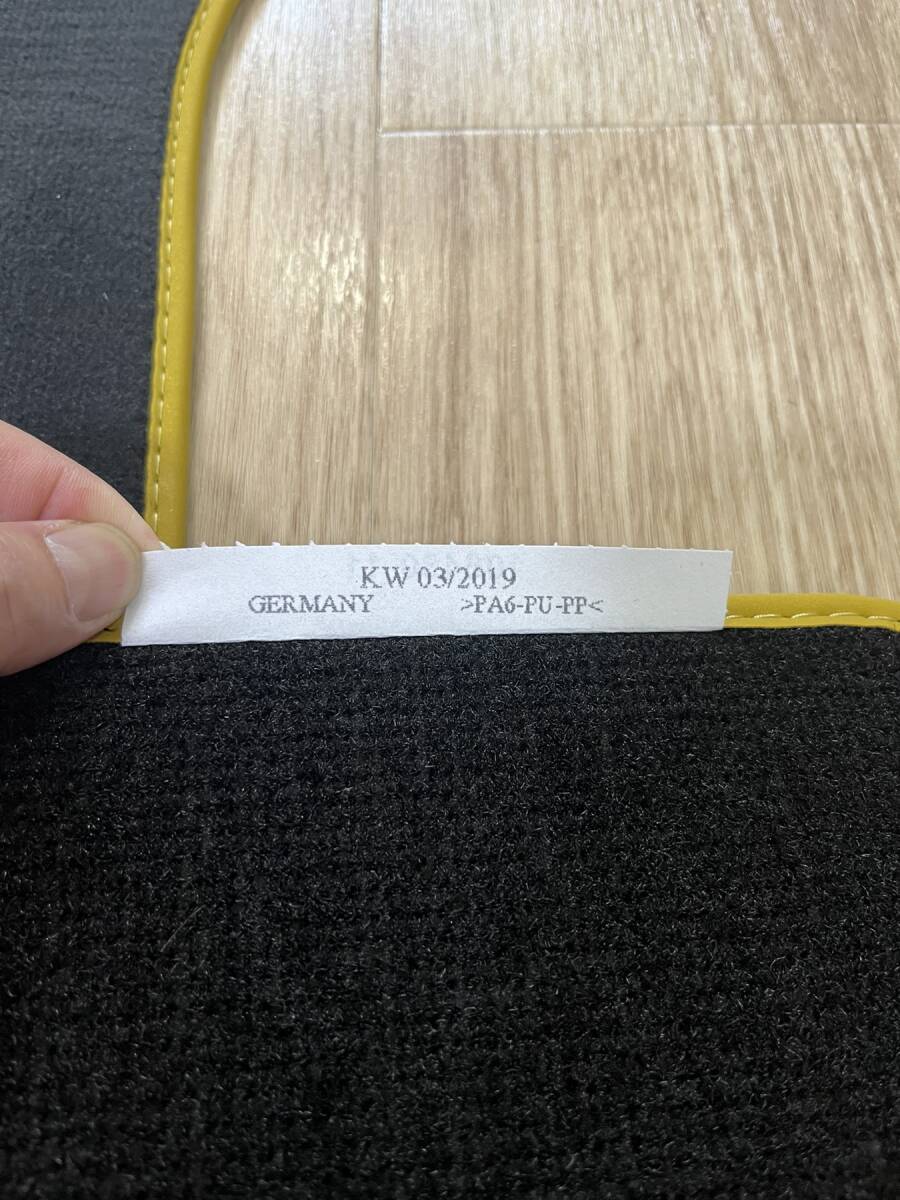 KW 03/2019
GERMANY >PA6-PU-PP<